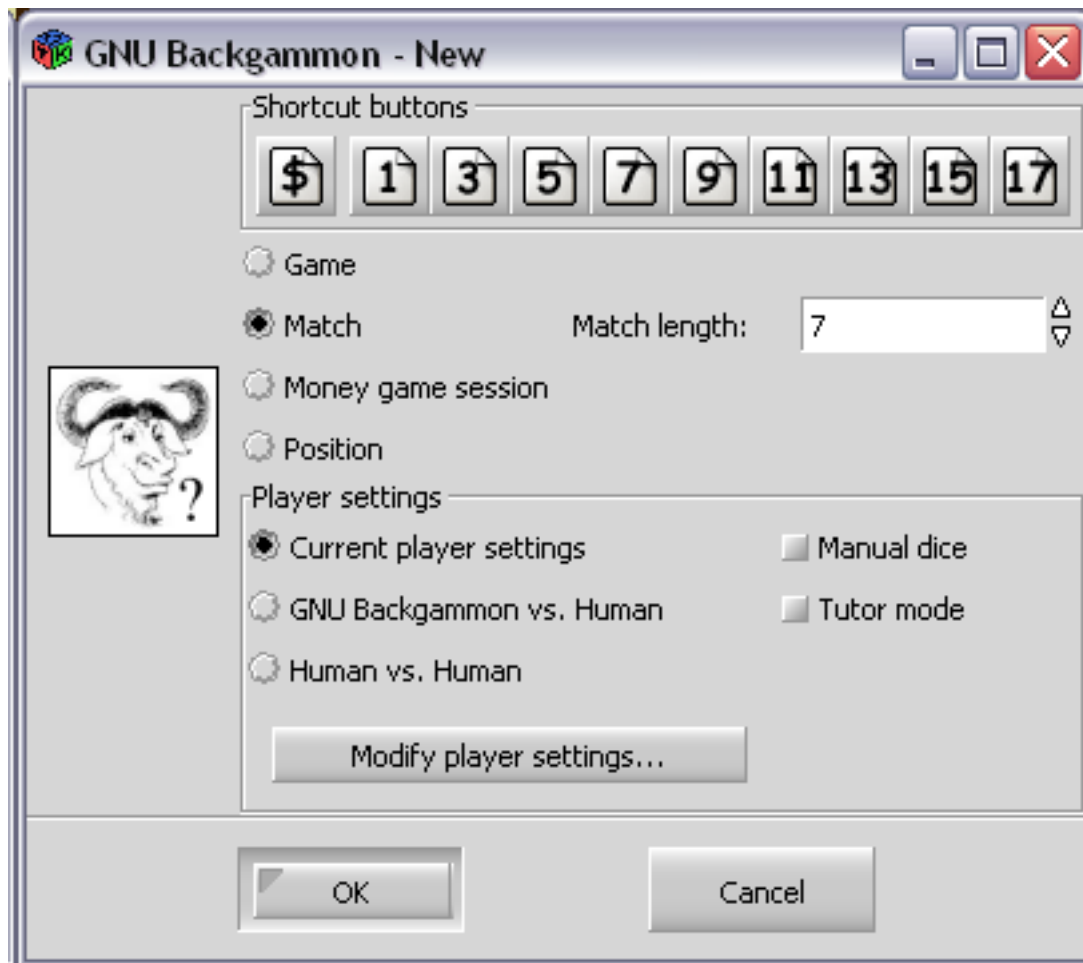 GNU Backgammon - New
Shortcut buttons
$ 1 3 5 7 9 11 13 15 17
Game
Match Match length: 7
Money game session
Position
?
Player settings
Current player settings Manual dice
GNU Backgammon vs. Human Tutor mode
Human vs. Human
Modify player settings...
OK Cancel